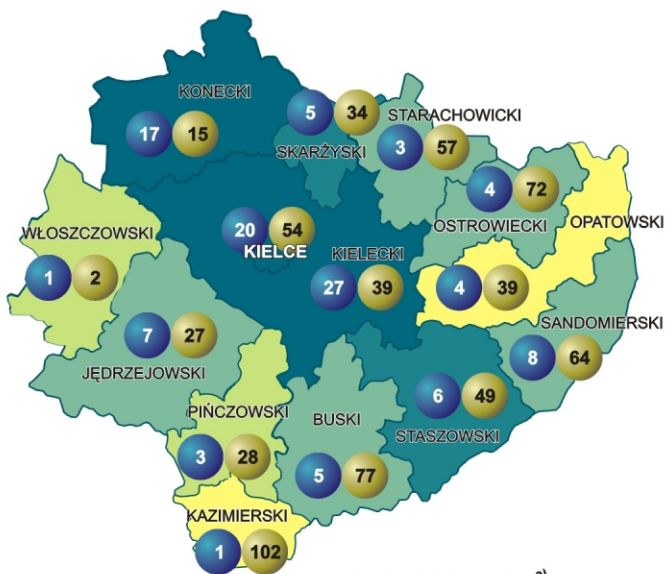 KONECKI
17 15
5 34
SKARŻYSKI
STARACHOWICKI
3 57
4 72
OSTROWIECKI
OPATOWSKI
4 39
WŁOSZCZOWSKI
1 2
20 54
KIELCE
KIELECKI
27 39
7 27
JĘDRZEJOWSKI
SANDOMIERSKI
8 64
6 49
STASZOWSKI
PIŃCZOWSKI
3 28
BUSKI
5 77
KAZIMIERSKI
1 102